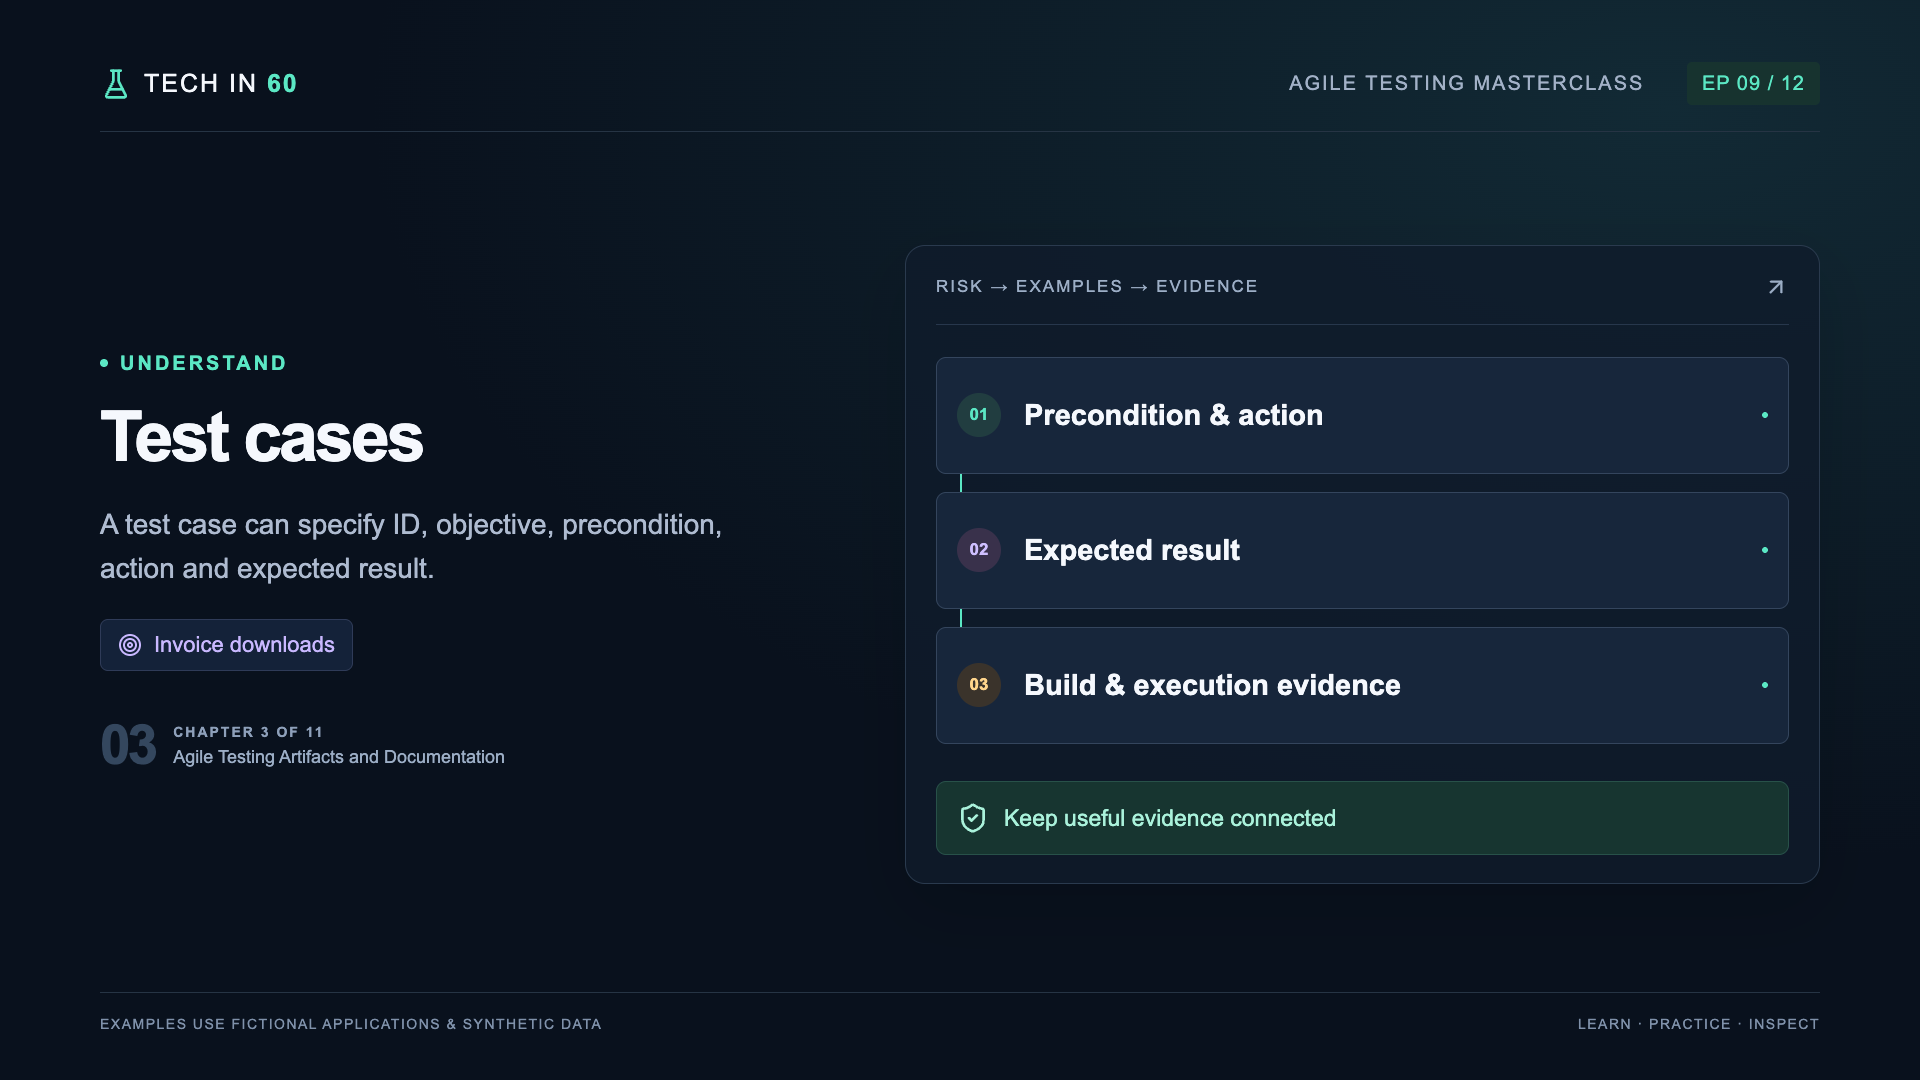 TECH IN 60
AGILE TESTING MASTERCLASS
EP 09 / 12
UNDERSTAND
Test cases
A test case can specify ID, objective, precondition,
action and expected result.
Invoice downloads
03
CHAPTER 3 OF 11
Agile Testing Artifacts and Documentation
RISK → EXAMPLES → EVIDENCE
01
Precondition & action
02
Expected result
03
Build & execution evidence
Keep useful evidence connected
EXAMPLES USE FICTIONAL APPLICATIONS & SYNTHETIC DATA
LEARN · PRACTICE · INSPECT